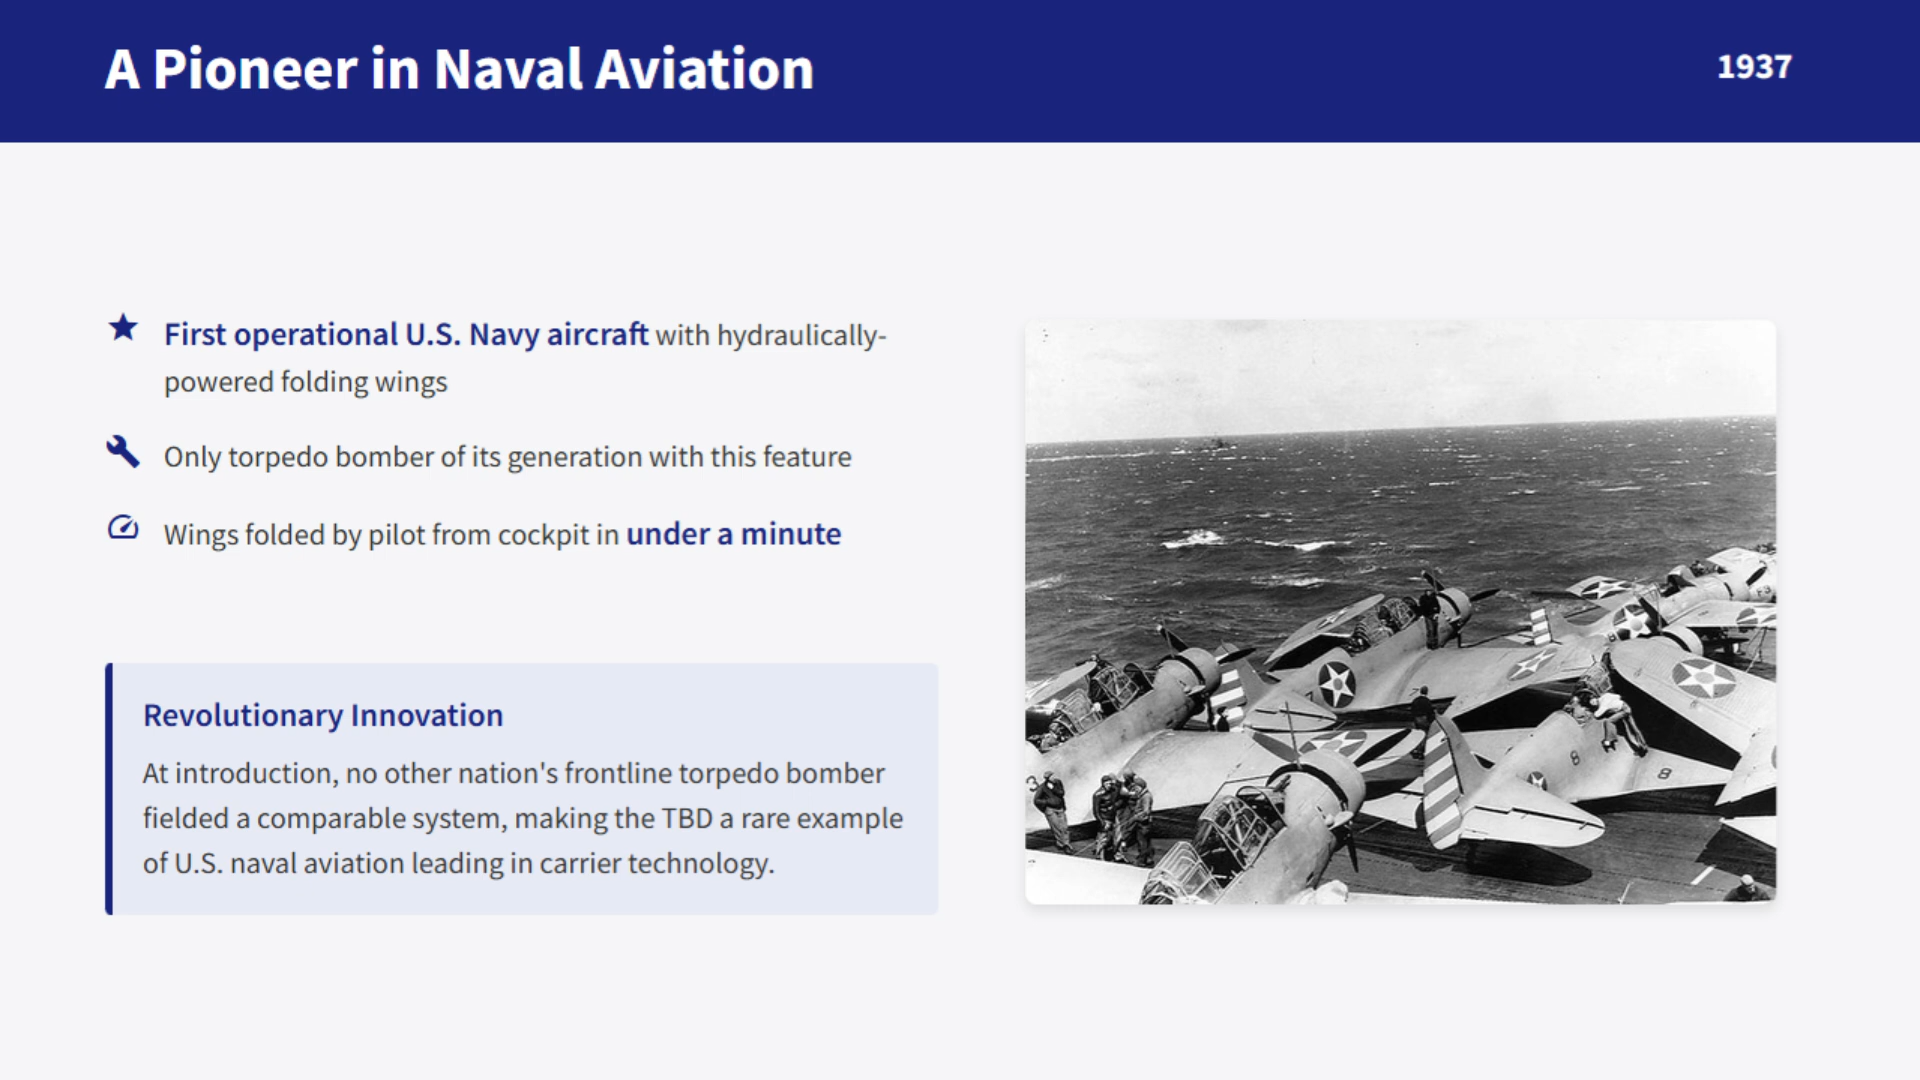 A Pioneer in Naval Aviation
1937
First operational U.S. Navy aircraft with hydraulically-
powered folding wings
Only torpedo bomber of its generation with this feature
Wings folded by pilot from cockpit in under a minute
Revolutionary Innovation
At introduction, no other nation's frontline torpedo bomber
fielded a comparable system, making the TBD a rare example
of U.S. naval aviation leading in carrier technology.
8
8